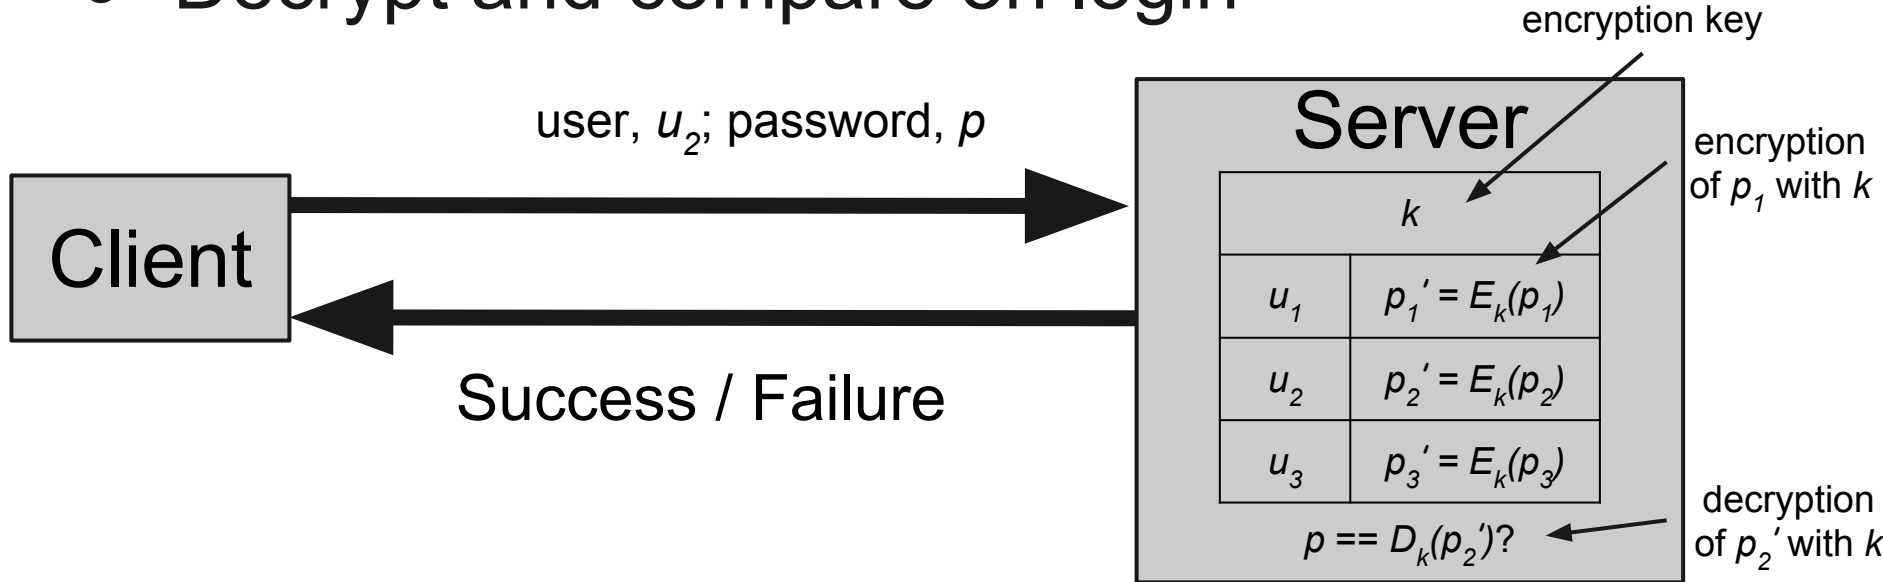 Decrypt and compare on login
encryption key
user, u₂; password, p
Server
encryption
of p₁ with k
k
Client
u₁ p₁′ = Eₖ(p₁)
u₂ p₂′ = Eₖ(p₂)
Success / Failure
u₃ p₃′ = Eₖ(p₃)
decryption
of p₂′ with k
p == Dₖ(p₂′)?